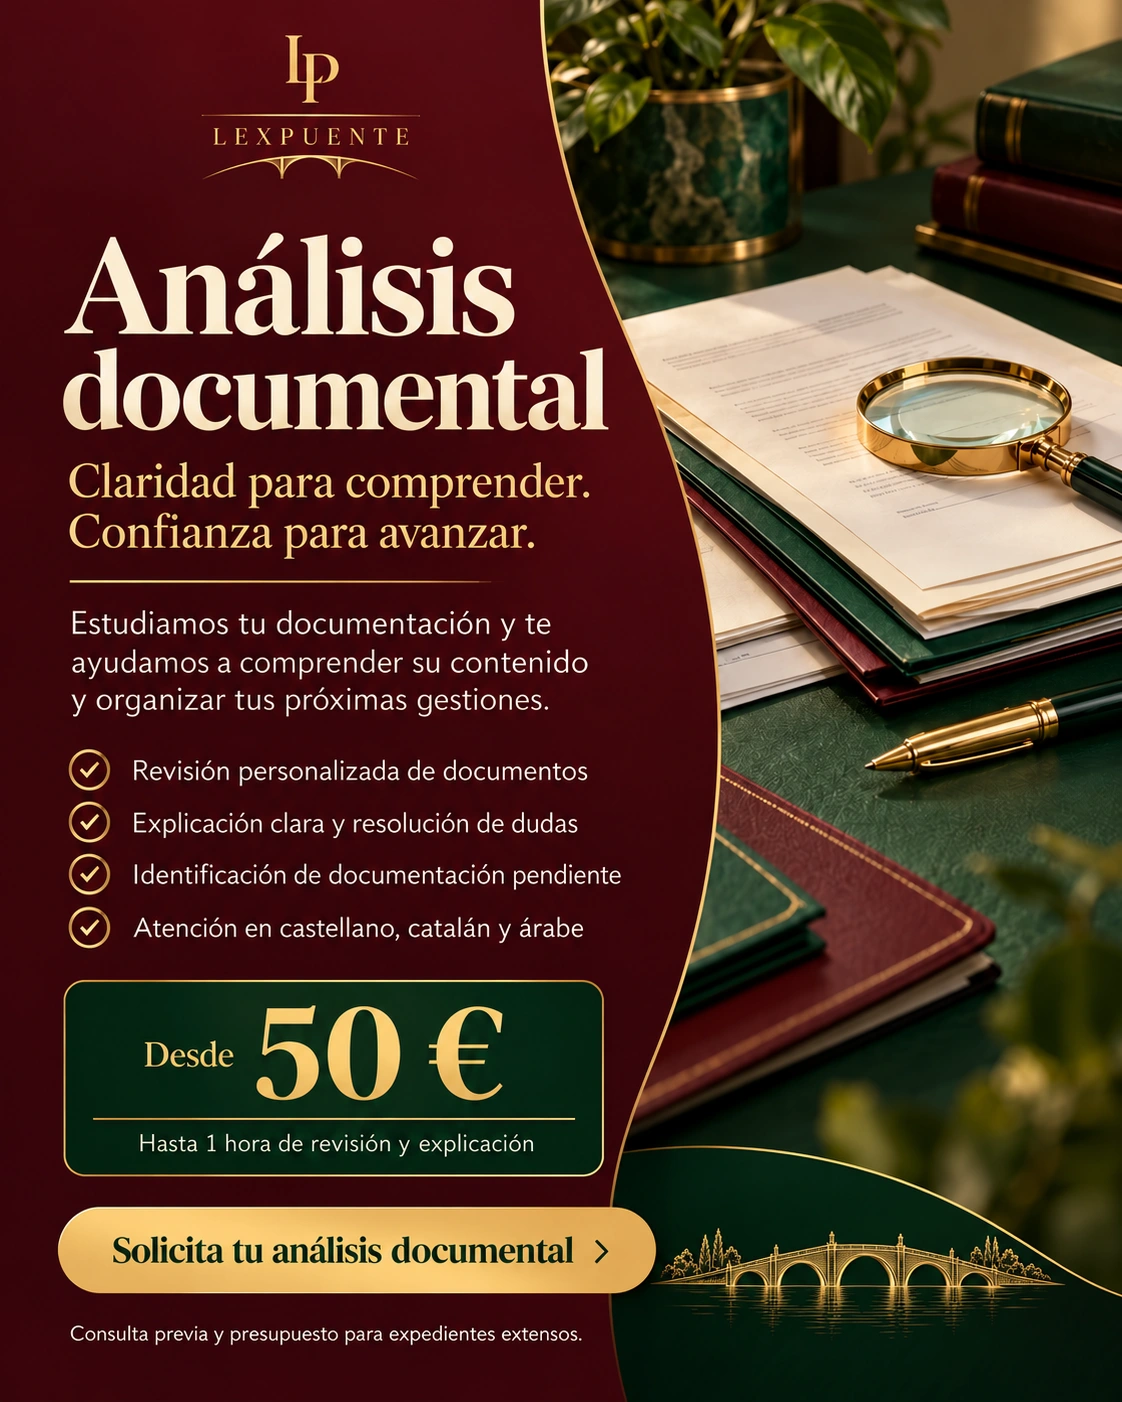 LP
LEXPUENTE
Análisis
documental
Claridad para comprender.
Confianza para avanzar.
Estudiamos tu documentación y te
ayudamos a comprender su contenido
y organizar tus próximas gestiones.
Revisión personalizada de documentos
Explicación clara y resolución de dudas
Identificación de documentación pendiente
Atención en castellano, catalán y árabe
Desde 50 €
Hasta 1 hora de revisión y explicación
Solicita tu análisis documental >
Consulta previa y presupuesto para expedientes extensos.